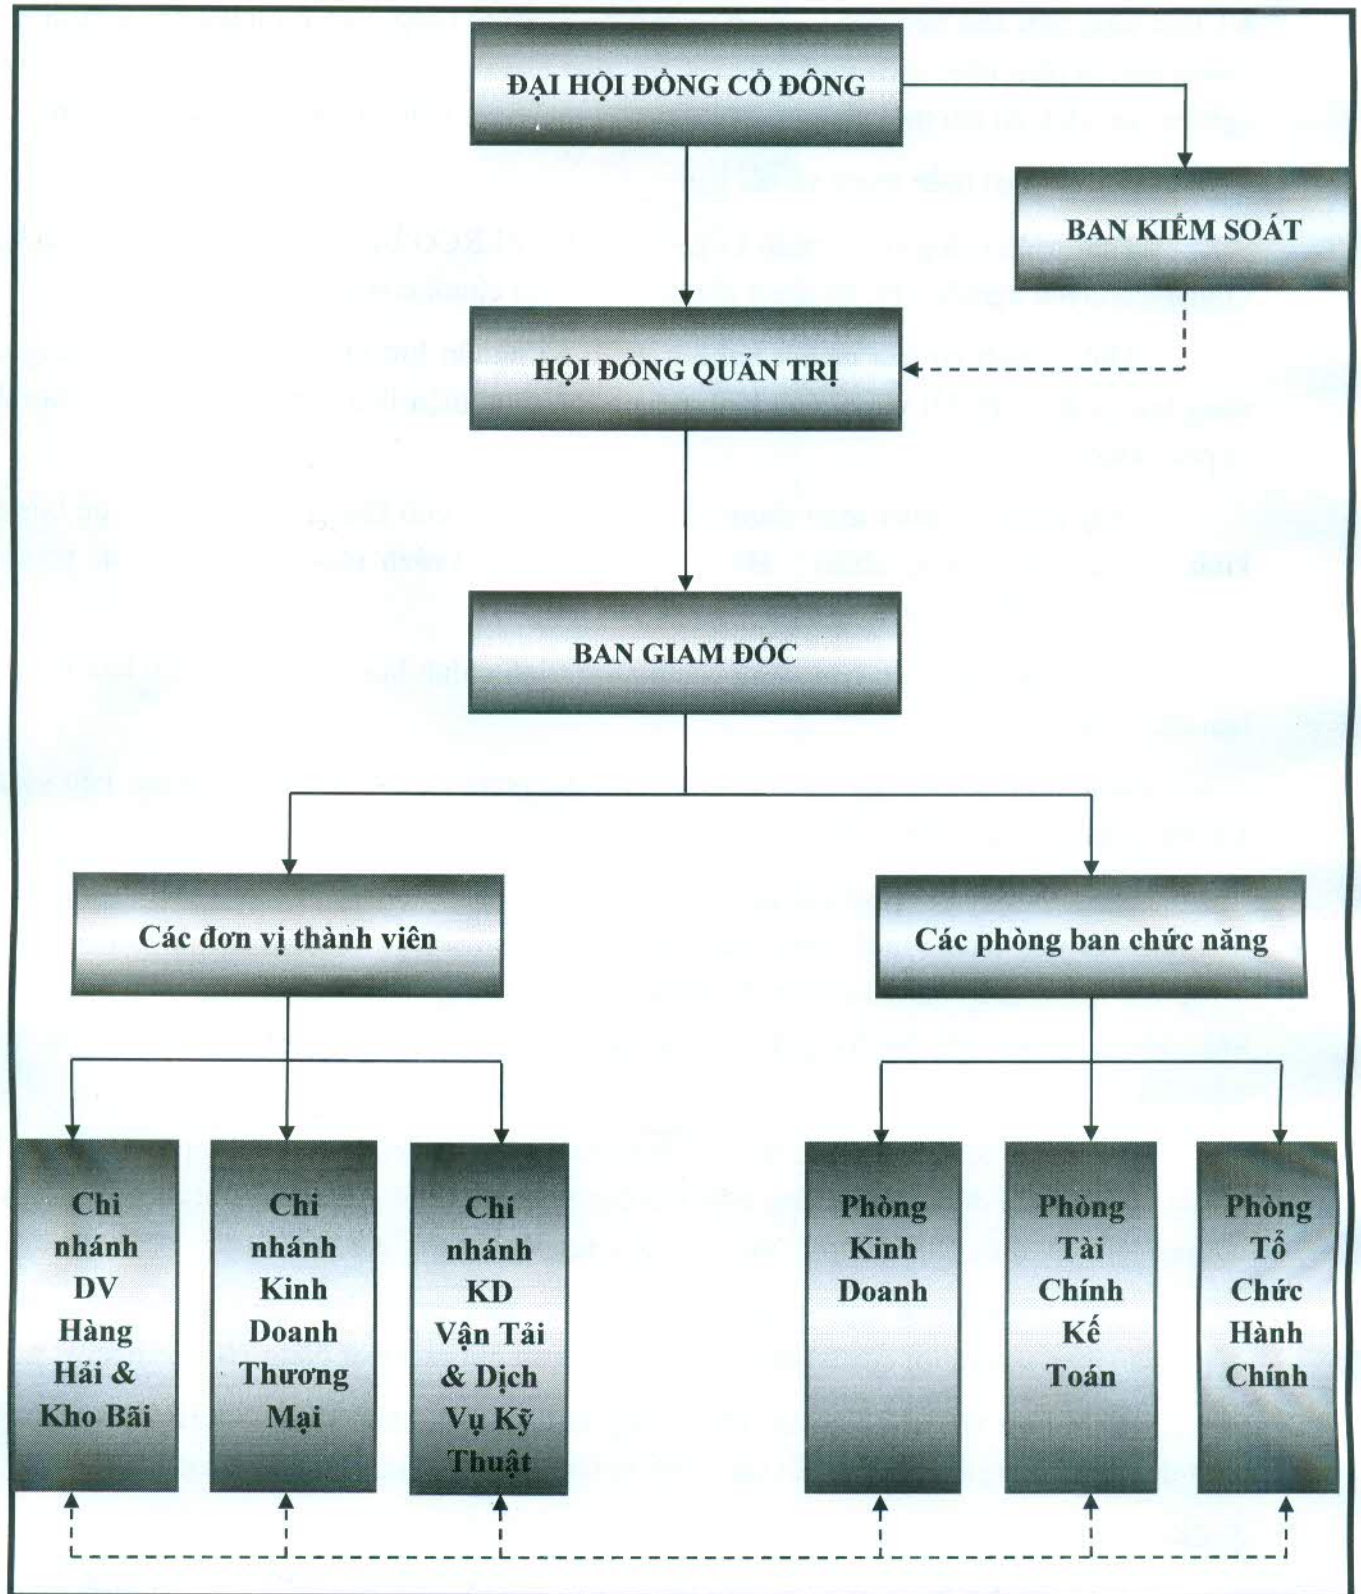 ĐẠI HỘI ĐỒNG CỔ ĐÔNG
BAN KIỂM SOÁT
HỘI ĐỒNG QUẢN TRỊ
BAN GIAM ĐỐC
Các đơn vị thành viên
Các phòng ban chức năng
Chi
nhánh
DV
Hàng
Hải &
Kho Bãi
Chi
nhánh
Kinh
Doanh
Thương
Mại
Chi
nhánh
KD
Vận Tải
& Dịch
Vụ Kỹ
Thuật
Phòng
Kinh
Doanh
Phòng
Tài
Chính
Kế
Toán
Phòng
Tổ
Chức
Hành
Chính